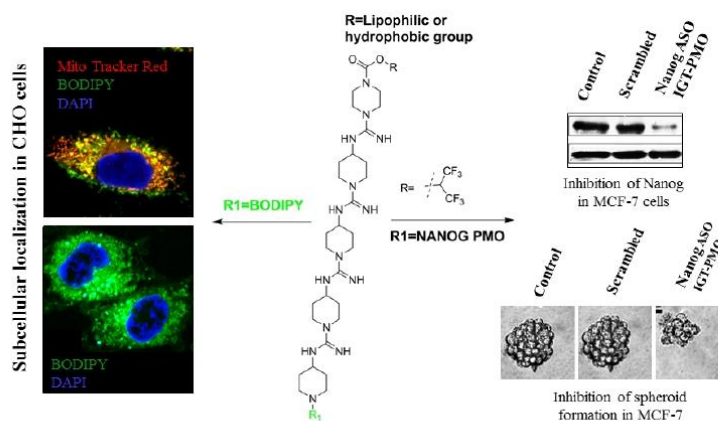 Subcellular localization in CHO cells
Mito Tracker Red
BODIPY
DAPI
BODIPY
DAPI
R1=BODIPY
R=Lipophilic or
hydrophobic group
O
O
R
N
N
HN
NH
N
HN
NH
N
HN
NH
N
HN
NH
N
R1
R=
CF3
CF3
R1=NANOG PMO
Control
Scrambled
Nanog ASO
IGT-PMO
Inhibition of Nanog
in MCF-7 cells
Control
Scrambled
Nanog ASO
IGT-PMO
Inhibition of spheroid
formation in MCF-7